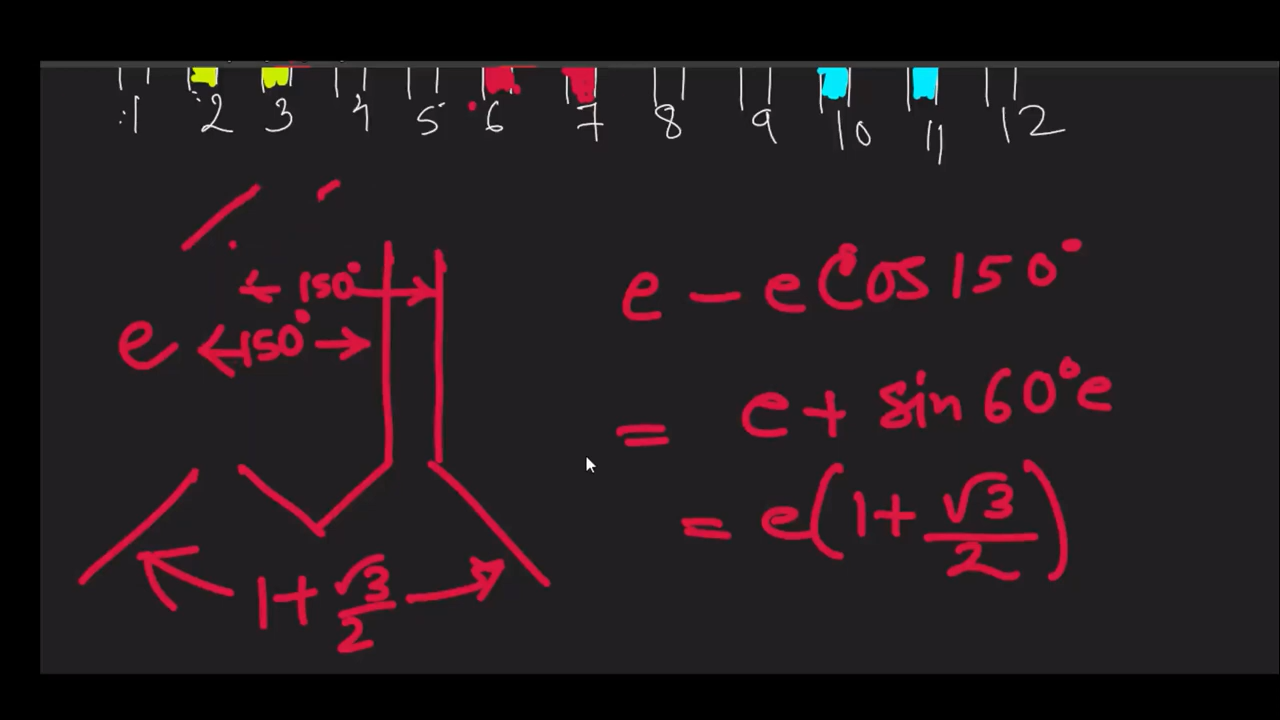 1 2 3 4 5 6 7 8 9 10 11 12
150°
e 150°
1+√3/2
e - e Cos 150°
= e + sin 60° e
= e(1+√3/2)